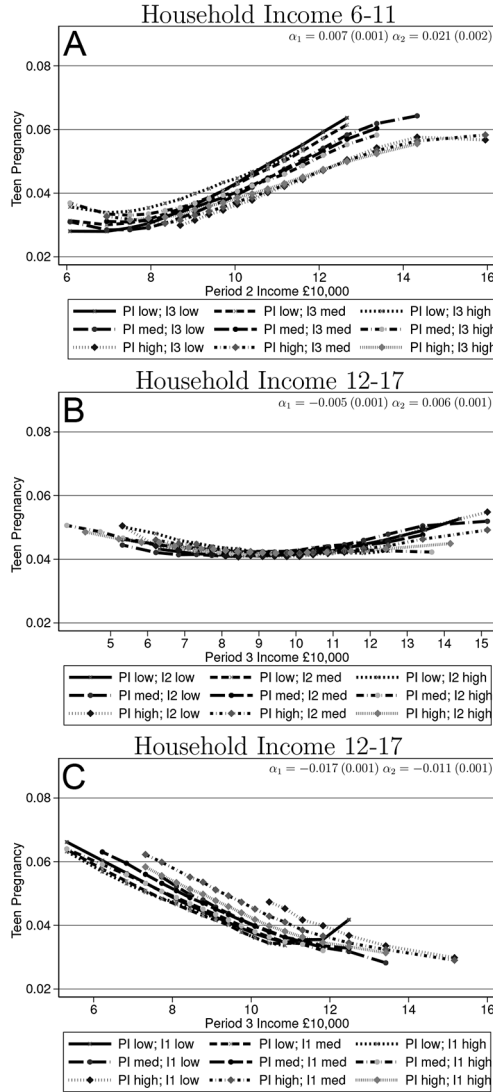 Household Income 6-11
A
α₁ = 0.007 (0.001) α₂ = 0.021 (0.002)
0.08
0.06
0.04
0.02
Teen Pregnancy
6 8 10 12 14 16
Period 2 Income £10,000
PI low; I3 low PI low; I3 med PI low; I3 high
PI med; I3 low PI med; I3 med PI med; I3 high
PI high; I3 low PI high; I3 med PI high; I3 high
Household Income 12-17
B
α₁ = −0.005 (0.001) α₂ = 0.006 (0.001)
0.08
0.06
0.04
0.02
Teen Pregnancy
5 6 7 8 9 10 11 12 13 14 15
Period 3 Income £10,000
PI low; I2 low PI low; I2 med PI low; I2 high
PI med; I2 low PI med; I2 med PI med; I2 high
PI high; I2 low PI high; I2 med PI high; I2 high
Household Income 12-17
C
α₁ = −0.017 (0.001) α₂ = −0.011 (0.001)
0.08
0.06
0.04
0.02
Teen Pregnancy
6 8 10 12 14 16
Period 3 Income £10,000
PI low; I1 low PI low; I1 med PI low; I1 high
PI med; I1 low PI med; I1 med PI med; I1 high
PI high; I1 low PI high; I1 med PI high; I1 high